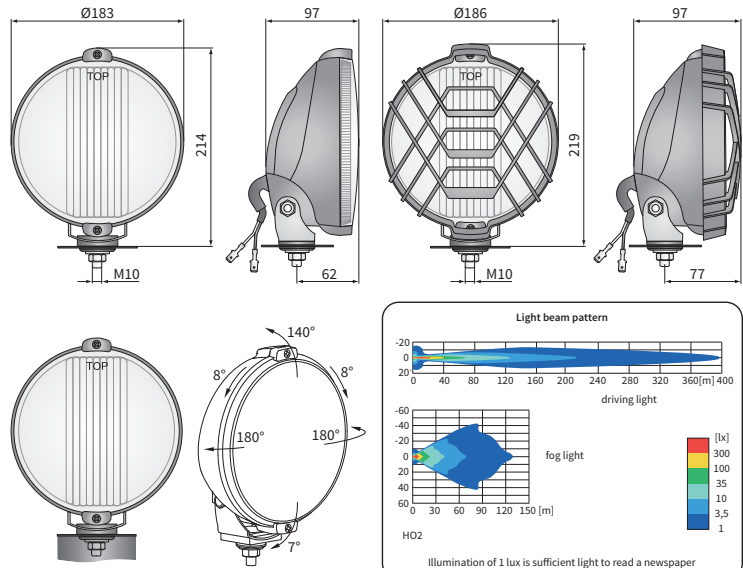 Ø183
97
Ø186
97
TOP
214
M10
62
TOP
219
M10
77
TOP
140°
8°
8°
180°
180°
7°
Light beam pattern
-20
0
20
0 40 80 120 160 200 240 280 320 360[m] 400
driving light
-60
-40
-20
0
20
40
60
0 30 60 90 120 150 [m]
fog light
[lx]
300
100
35
10
3,5
1
HO2
Illumination of 1 lux is sufficient light to read a newspaper